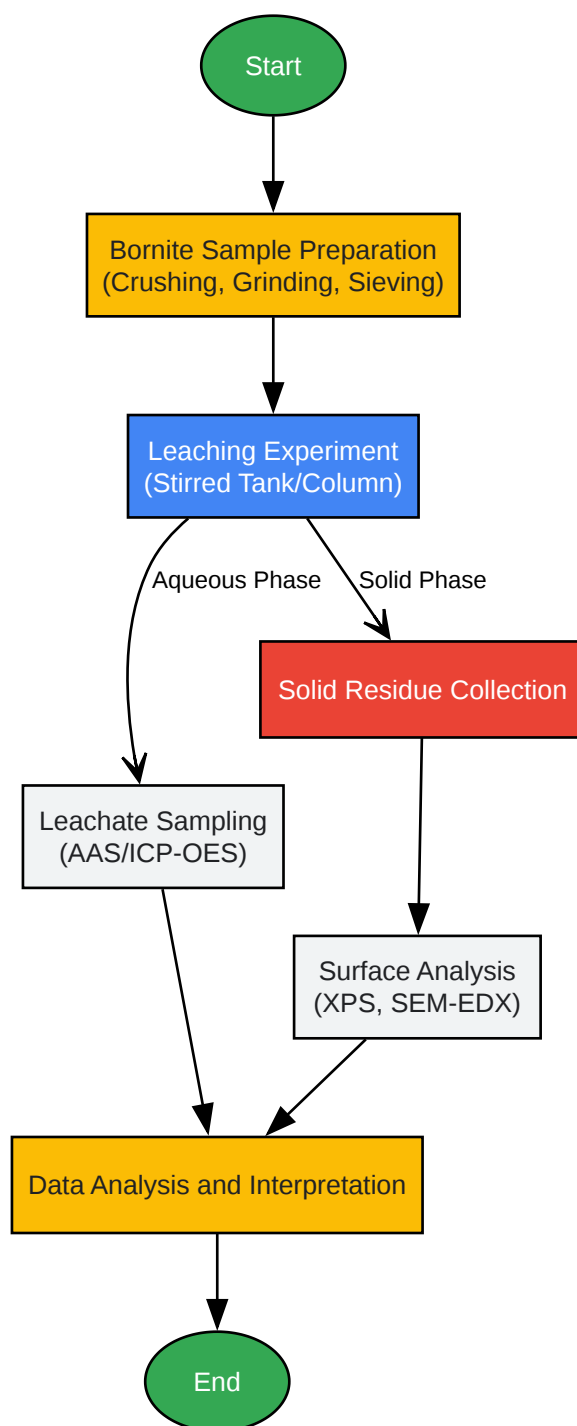 Start
Bornite Sample Preparation
(Crushing, Grinding, Sieving)
Leaching Experiment
(Stirred Tank/Column)
Aqueous Phase
Solid Phase
Solid Residue Collection
Leachate Sampling
(AAS/ICP-OES)
Surface Analysis
(XPS, SEM-EDX)
Data Analysis and Interpretation
End